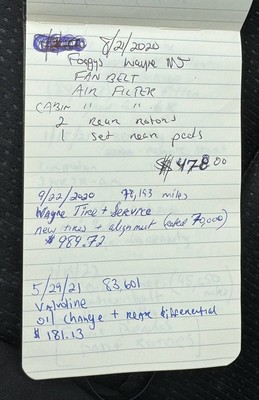 8/21/2020
Foggys Wayne NJ
FAN BELT
AIR FILTER
CABIN " "
2 rear rotors
1 set rear pads
$478.00
9/22/2020 78,153 miles
Wayne Tire + Service
new tires + alignment (rated 70,000)
$989.72
5/29/21 83,601
Valvoline
oil change + rear differential
$181.13